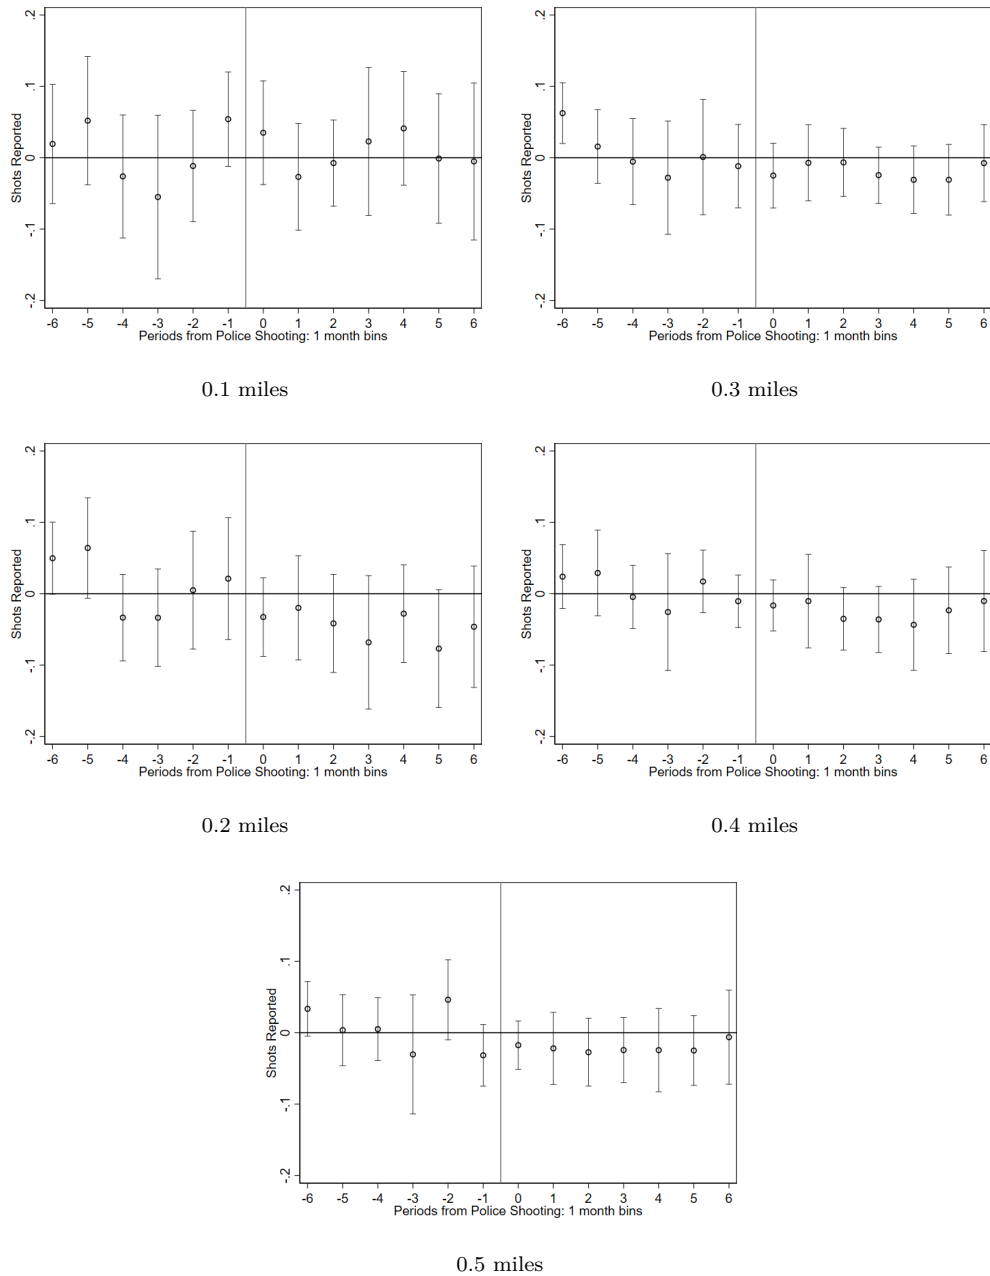 .2
.1
0
-.1
-.2
Shots Reported
-6 -5 -4 -3 -2 -1 0 1 2 3 4 5 6
Periods from Police Shooting: 1 month bins
0.1 miles
.2
.1
0
-.1
-.2
Shots Reported
-6 -5 -4 -3 -2 -1 0 1 2 3 4 5 6
Periods from Police Shooting: 1 month bins
0.3 miles
.2
.1
0
-.1
-.2
Shots Reported
-6 -5 -4 -3 -2 -1 0 1 2 3 4 5 6
Periods from Police Shooting: 1 month bins
0.2 miles
.2
.1
0
-.1
-.2
Shots Reported
-6 -5 -4 -3 -2 -1 0 1 2 3 4 5 6
Periods from Police Shooting: 1 month bins
0.4 miles
.2
.1
0
-.1
-.2
Shots Reported
-6 -5 -4 -3 -2 -1 0 1 2 3 4 5 6
Periods from Police Shooting: 1 month bins
0.5 miles